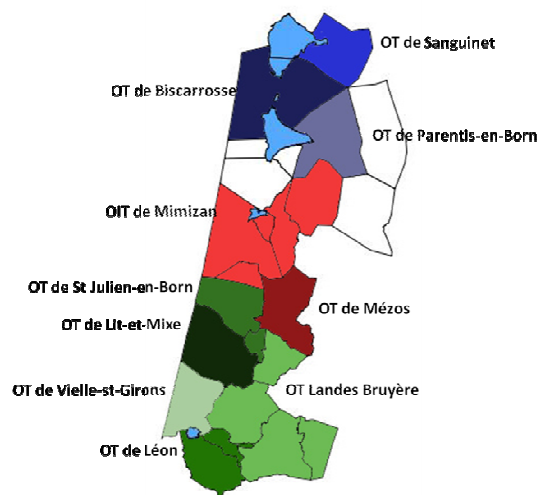 OT de Sanguinet
OT de Biscarrosse
OT de Parentis-en-Born
OIT de Mimizan
OT de St Julien-en-Born
OT de Mézos
OT de Lit-et-Mixe
OT de Vielle-st-Girons
OT Landes Bruyère
OT de Léon